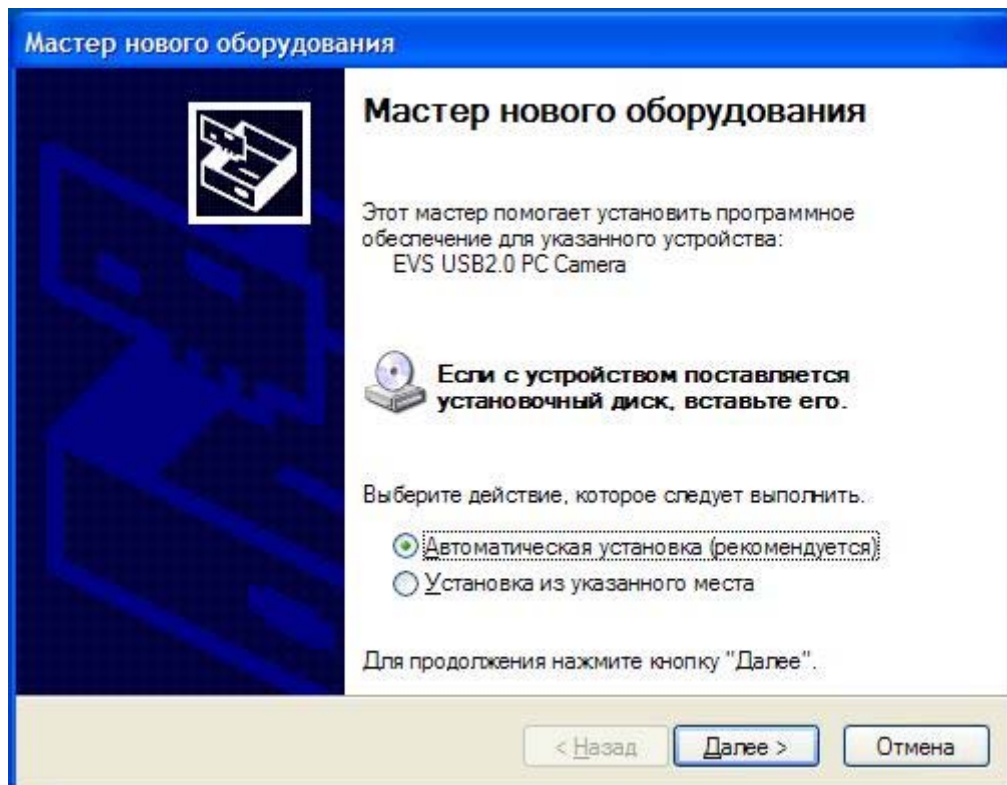 Мастер нового оборудования
Мастер нового оборудования
Этот мастер помогает установить программное
обеспечение для указанного устройства:
EVS USB2.0 PC Camera
Если с устройством поставляется
установочный диск, вставьте его.
Выберите действие, которое следует выполнить.
Автоматическая установка (рекомендуется)
Установка из указанного места
Для продолжения нажмите кнопку "Далее".
< Назад Далее > Отмена